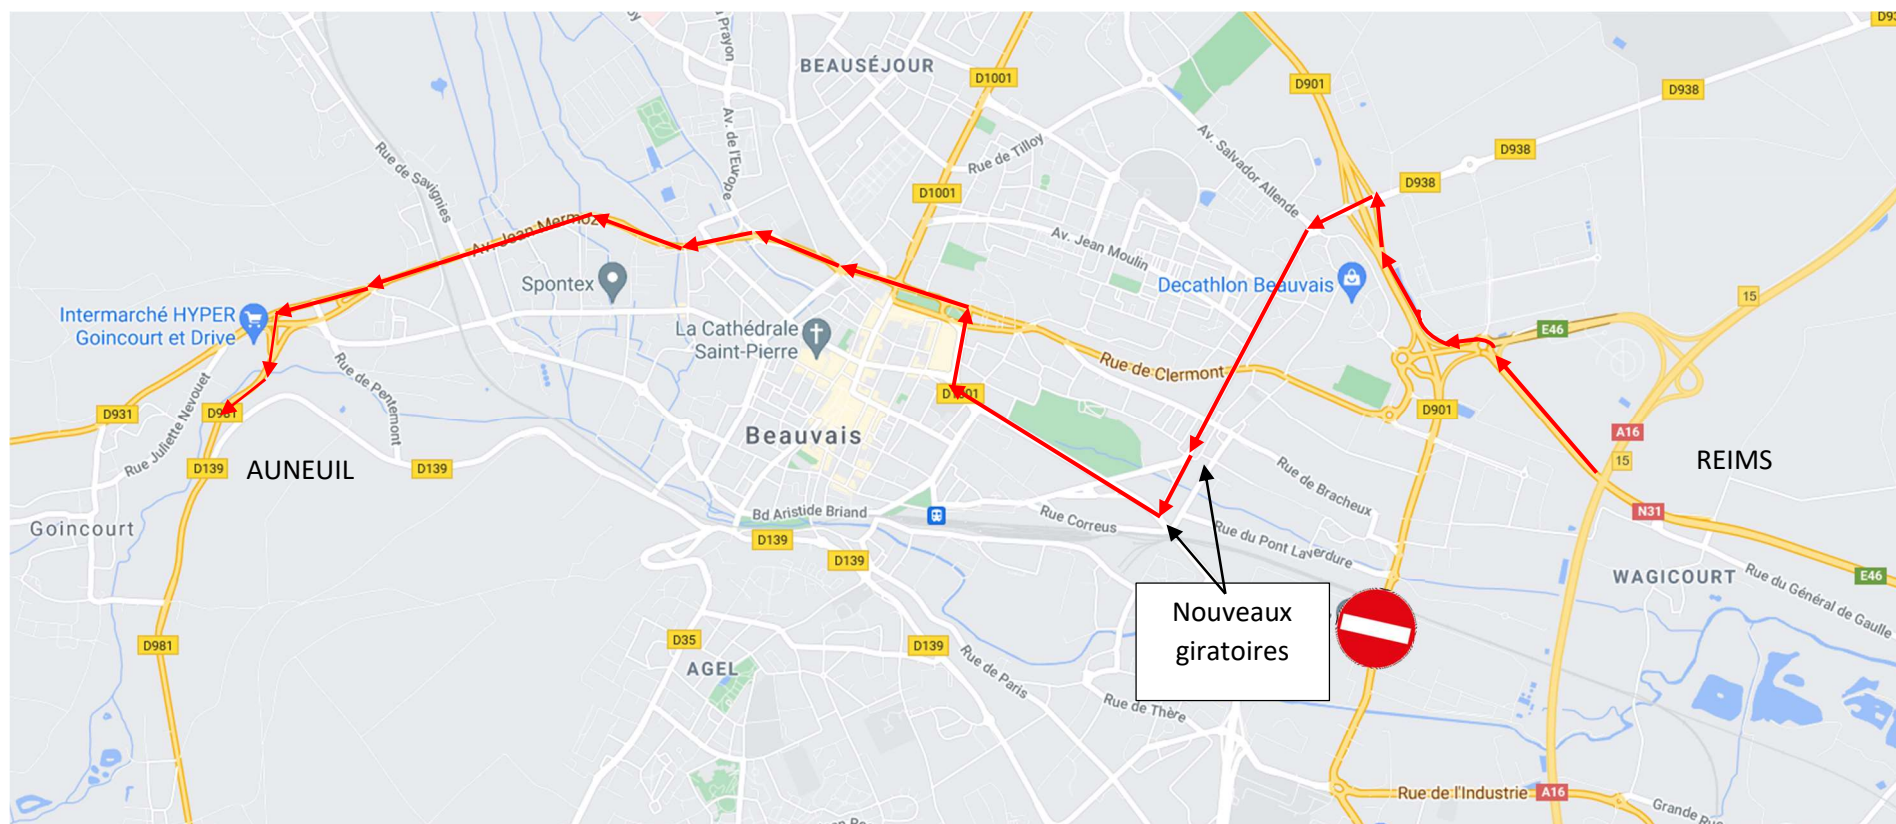 Prayon
BEAUSÉJOUR
D1001
D901
D938
D938
D938
Av. de l'Europe
Rue de Tilloy
Av. Salvador Allende
Rue de Savignies
D1001
Av. Jean Mermoz
Av. Jean Moulin
Spontex
Decathlon Beauvais
15
E46
Intermarché HYPER
Goincourt et Drive
La Cathédrale
Saint-Pierre
Rue de Clermont
Rue Juliette Nevouet
Rue de Pentemont
D931
D981
D1001
D901
Beauvais
A16
15
REIMS
AUNEUIL
D139
D139
Rue de Bracheux
Goincourt
Bd Aristide Briand
Rue Correus
Rue du Pont Laverdure
N31
D139
D139
WAGICOURT
E46
Rue du Général de Gaulle
Nouveaux
giratoires
D981
D35
AGEL
D139
Rue de Paris
Rue de Thère
Rue de l'Industrie
A16
Grande Rue